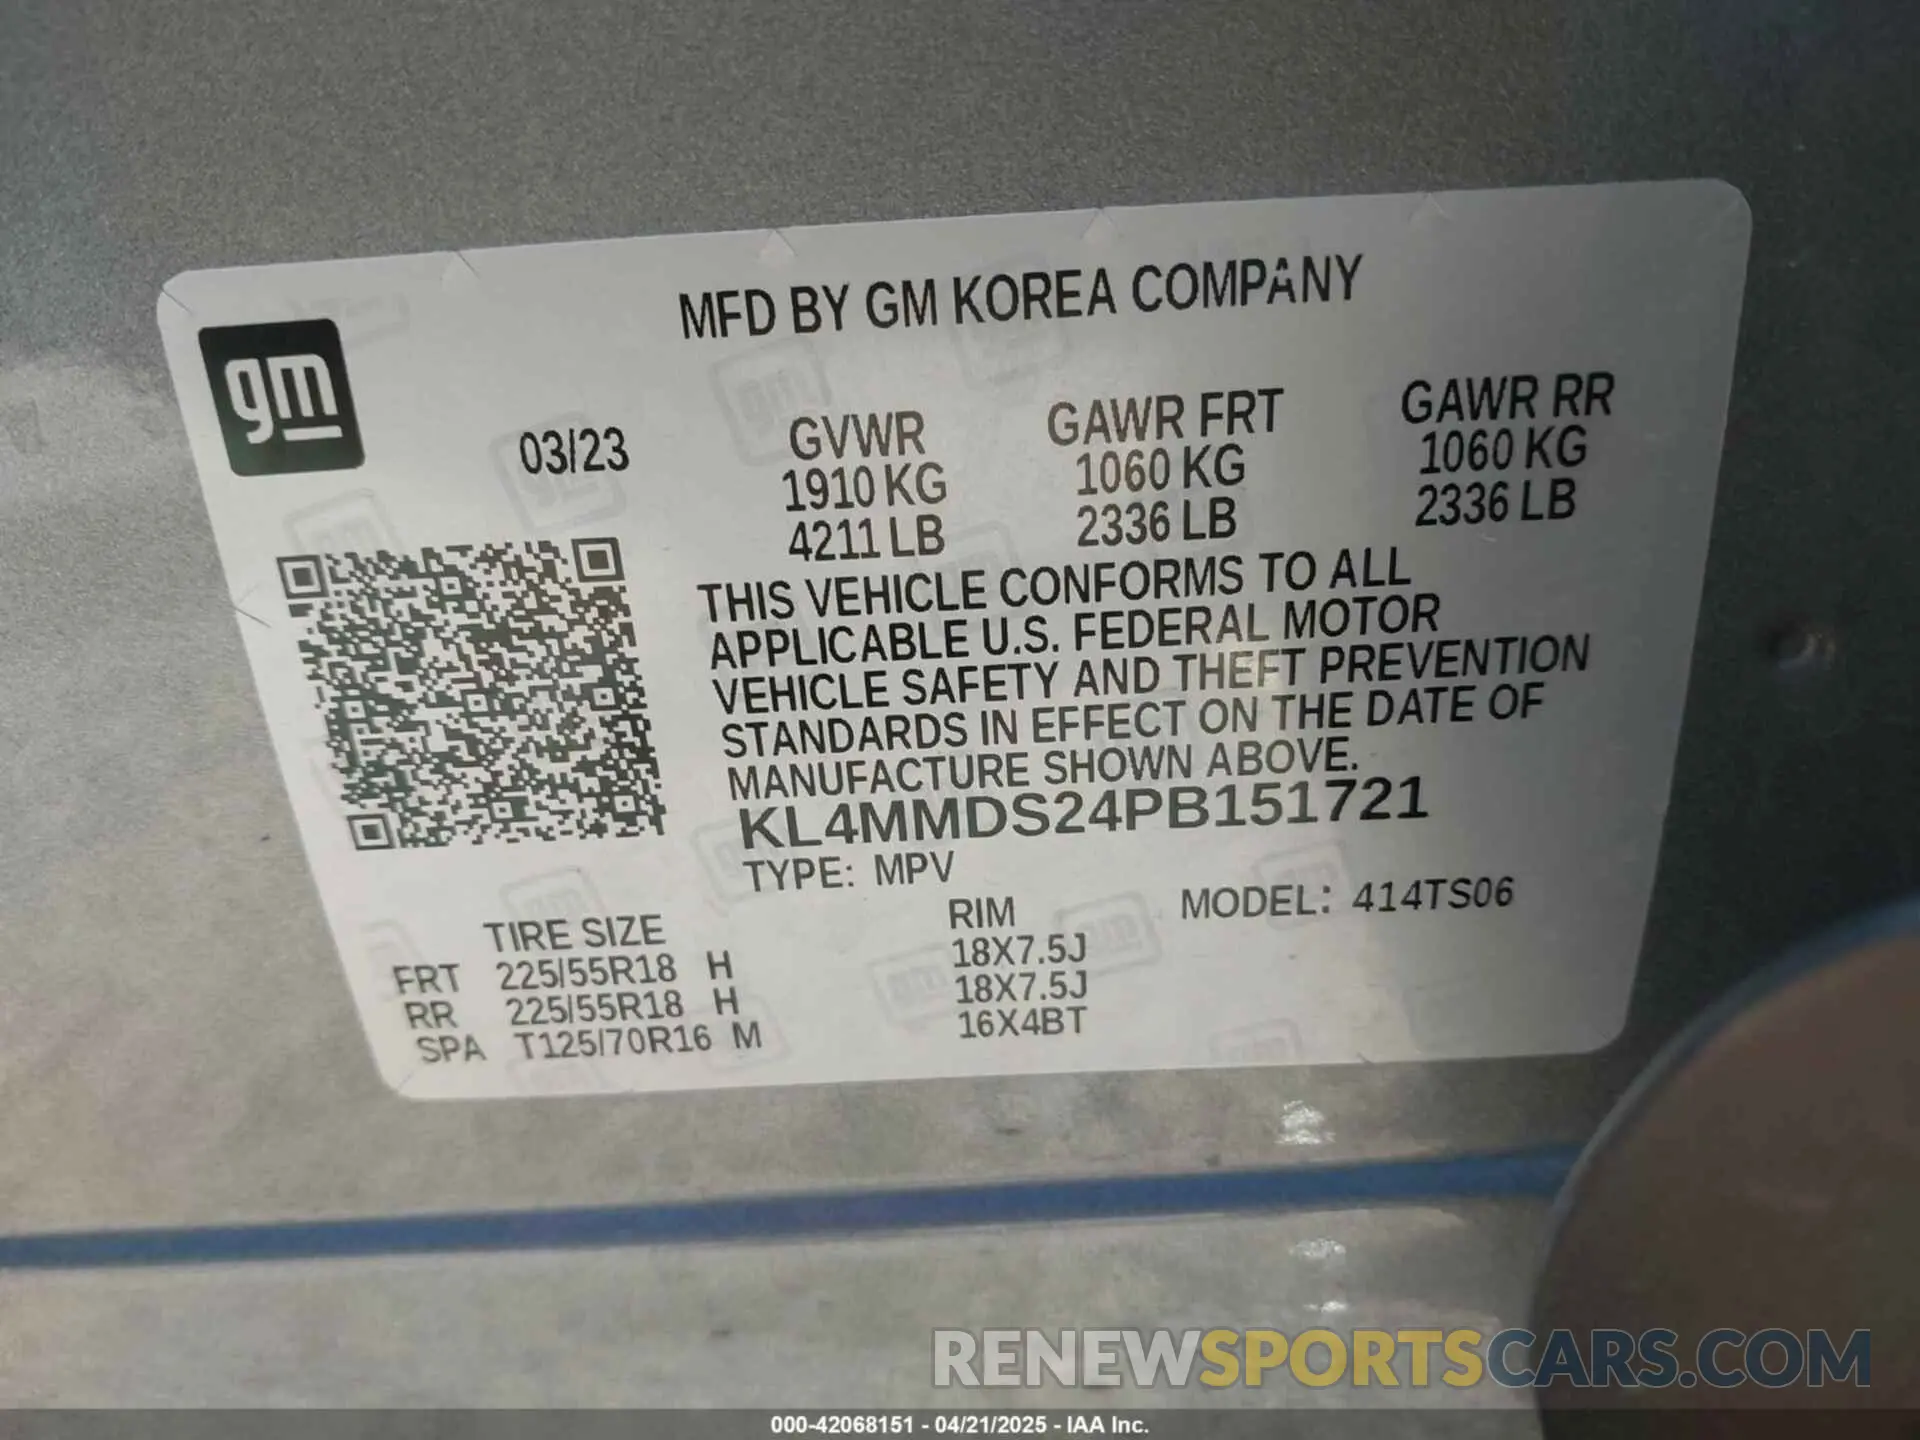 MFD BY GM KOREA COMPANY
gm
03/23
GVWR GAWR FRT GAWR RR
1910 KG 1060 KG 1060 KG
4211 LB 2336 LB 2336 LB
THIS VEHICLE CONFORMS TO ALL
APPLICABLE U.S. FEDERAL MOTOR
VEHICLE SAFETY AND THEFT PREVENTION
STANDARDS IN EFFECT ON THE DATE OF
MANUFACTURE SHOWN ABOVE.
KL4MMDS24PB151721
TYPE: MPV
MODEL: 414TS06
TIRE SIZE RIM
FRT 225/55R18 H 18X7.5J
RR 225/55R18 H 18X7.5J
SPA T125/70R16 M 16X4BT
RENEWSPORTSCARS.COM
000-42068151 - 04/21/2025 - IAA Inc.